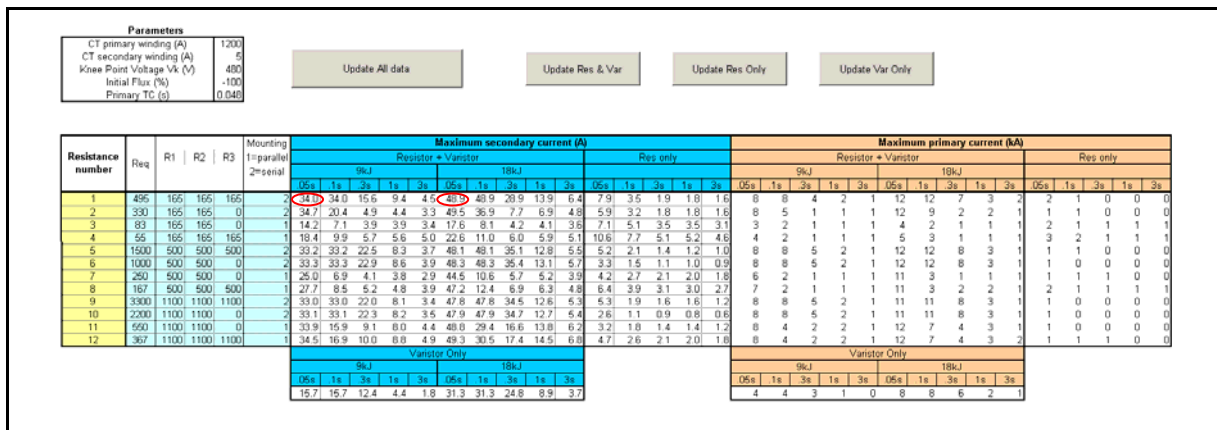 Parameters
CT primary winding (A) 1200
CT secondary winding (A) 5
Knee Point Voltage Vk (V) 480
Initial Flux (%) -100
Primary TC (s) 0.048
Update All data Update Res & Var Update Res Only Update Var Only
Resistance number Req R1 R2 R3 Mounting 1=parallel 2=serial
Maximum secondary current (A) Maximum primary current (kA)
Resistor + Varistor Res only Resistor + Varistor Res only
9kJ 18kJ 9kJ 18kJ
.05s .1s .3s 1s 3s .05s .1s .3s 1s 3s .05s .1s .3s 1s 3s .05s .1s .3s 1s 3s .05s .1s .3s 1s 3s .05s .1s .3s 1s 3s
1 495 165 165 165 2 34.0 34.0 15.6 9.4 4.5 48.9 48.9 28.9 13.9 6.4 7.9 3.5 1.9 1.8 1.6 8 8 4 2 1 12 12 7 3 2 2 1 0 0 0
2 330 165 165 0 2 34.7 20.4 4.9 4.4 3.3 49.5 36.9 7.7 6.9 4.8 5.9 3.2 1.8 1.8 1.6 8 5 1 1 1 12 9 2 2 1 1 1 0 0 0
3 83 165 165 0 1 14.2 7.1 3.9 3.9 3.4 17.6 8.1 4.2 4.1 3.6 7.1 5.1 3.5 3.5 3.1 3 2 1 1 1 4 2 1 1 1 2 1 1 1 1
4 55 165 165 165 1 18.4 9.9 5.7 5.6 5.0 22.6 11.0 6.0 5.9 5.1 10.6 7.7 5.1 5.2 4.6 4 2 1 1 1 5 3 1 1 1 3 2 1 1 1
5 1500 500 500 500 2 33.2 33.2 22.5 8.3 3.7 48.1 48.1 35.1 12.8 5.5 5.2 2.1 1.4 1.2 1.0 8 8 5 2 1 12 12 8 3 1 1 1 0 0 0
6 1000 500 500 0 2 33.3 33.3 22.9 8.6 3.9 48.3 48.3 35.4 13.1 5.7 3.3 1.5 1.1 1.0 0.9 8 8 5 2 1 12 12 8 3 1 1 0 0 0 0
7 250 500 500 0 1 25.0 6.9 4.1 3.8 2.9 44.5 10.6 5.7 5.2 3.9 4.2 2.7 2.1 2.0 1.8 6 2 1 1 1 11 3 1 1 1 1 1 1 0 0
8 167 500 500 500 1 27.7 8.5 5.2 4.8 3.9 47.2 12.4 6.9 6.3 4.8 6.4 3.9 3.1 3.0 2.7 7 2 1 1 1 11 3 2 2 1 2 1 1 1 1
9 3300 1100 1100 1100 2 33.0 33.0 22.0 8.1 3.4 47.8 47.8 34.5 12.6 5.3 5.3 1.9 1.6 1.6 1.2 8 8 5 2 1 11 11 8 3 1 1 0 0 0 0
10 2200 1100 1100 0 2 33.1 33.1 22.3 8.2 3.5 47.9 47.9 34.7 12.7 5.4 2.6 1.1 0.9 0.8 0.6 8 8 5 2 1 11 11 8 3 1 1 0 0 0 0
11 550 1100 1100 0 1 33.9 15.9 9.1 8.0 4.4 48.8 29.4 16.6 13.8 6.2 3.2 1.8 1.4 1.4 1.2 8 4 2 2 1 12 7 4 3 1 1 0 0 0 0
12 367 1100 1100 1100 1 34.5 16.9 10.0 8.8 4.9 49.3 30.5 17.4 14.5 6.8 4.7 2.6 2.1 2.0 1.8 8 4 2 2 1 12 7 4 3 2 1 1 1 0 0
Varistor Only Varistor Only
9kJ 18kJ 9kJ 18kJ
.05s .1s .3s 1s 3s .05s .1s .3s 1s 3s .05s .1s .3s 1s 3s .05s .1s .3s 1s 3s
15.7 15.7 12.4 4.4 1.8 31.3 31.3 24.8 8.9 3.7 4 4 3 1 0 8 8 6 2 1